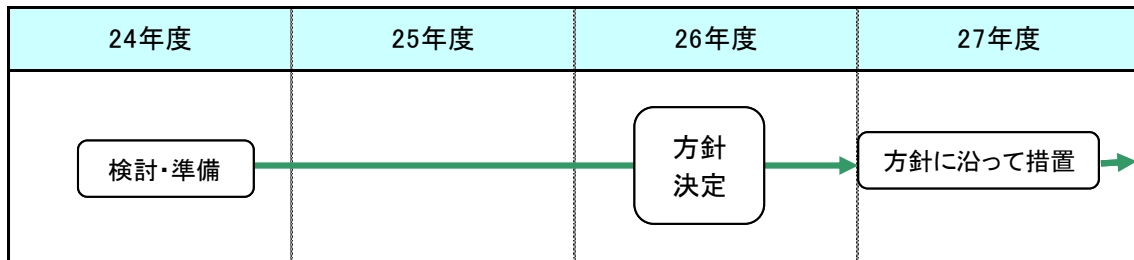 24年度
25年度
26年度
27年度
検討・準備
方針
決定
方針に沿って措置